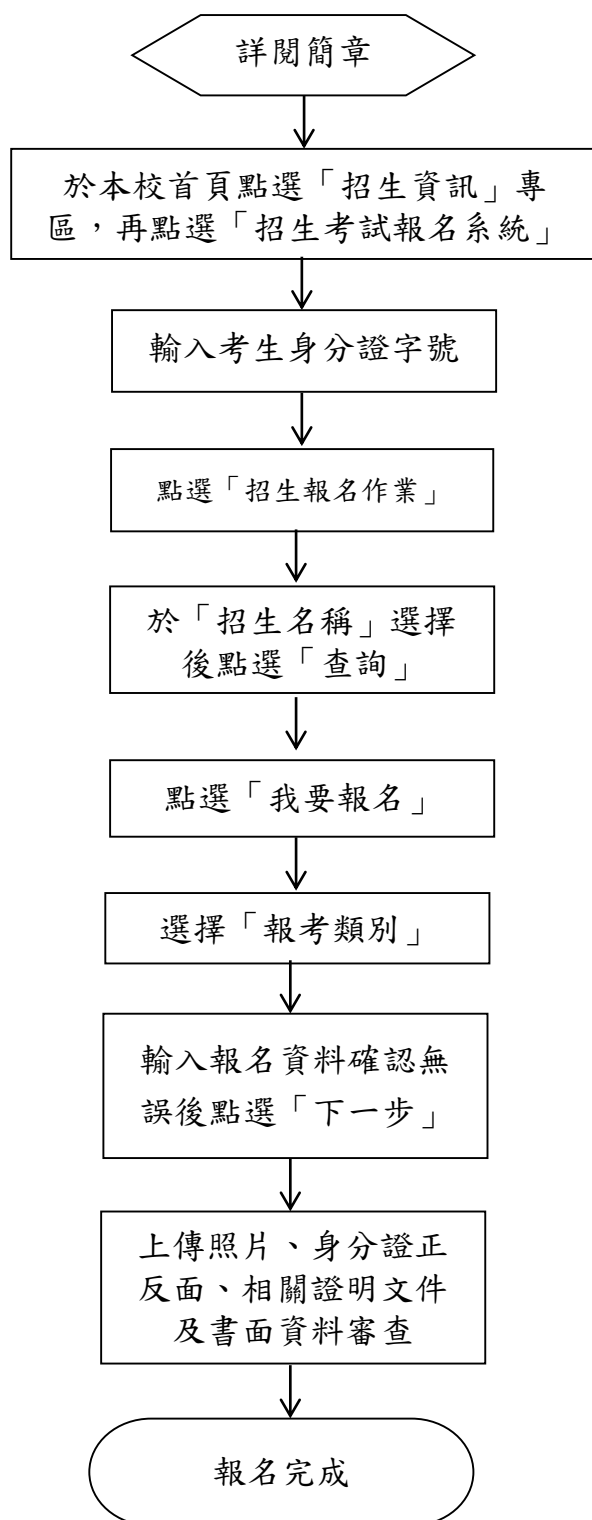 詳閱簡章
於本校首頁點選「招生資訊」專
區，再點選「招生考試報名系統」
輸入考生身分證字號
點選「招生報名作業」
於「招生名稱」選擇
後點選「查詢」
點選「我要報名」
選擇「報考類別」
輸入報名資料確認無
誤後點選「下一步」
上傳照片、身分證正
反面、相關證明文件
及書面資料審查
報名完成